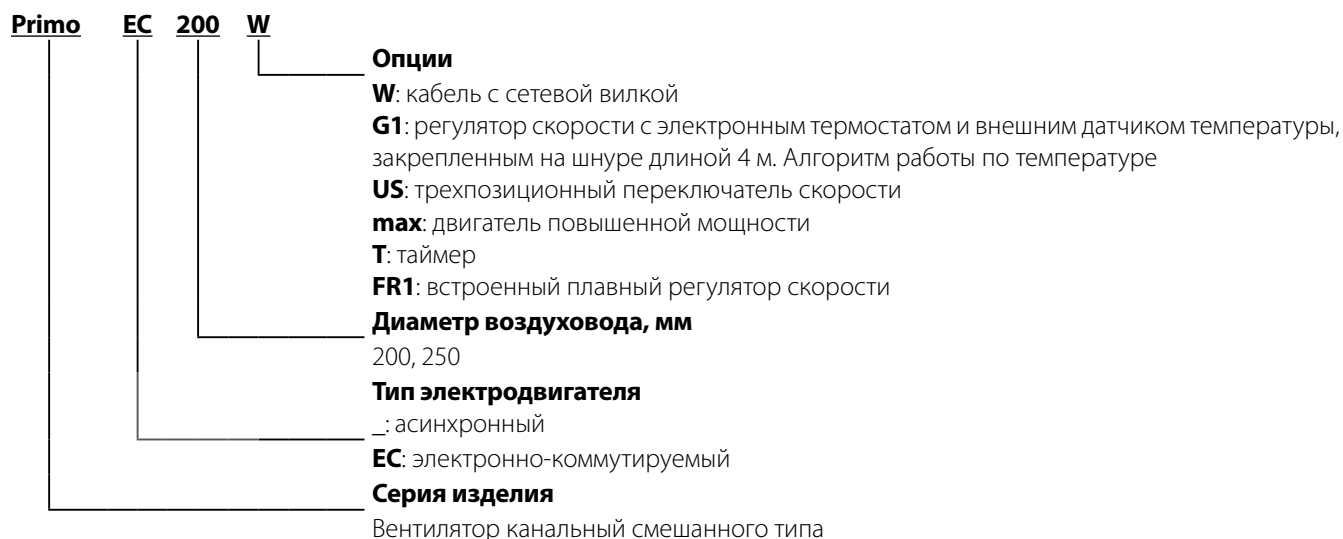 Primo EC 200 W
Опции
W: кабель с сетевой вилкой
G1: регулятор скорости с электронным термостатом и внешним датчиком температуры,
закрепленным на шнуре длиной 4 м. Алгоритм работы по температуре
US: трехпозиционный переключатель скорости
max: двигатель повышенной мощности
T: таймер
FR1: встроенный плавный регулятор скорости
Диаметр воздуховода, мм
200, 250
Тип электродвигателя
_: асинхронный
EC: электронно-коммутируемый
Серия изделия
Вентилятор канальный смешанного типа